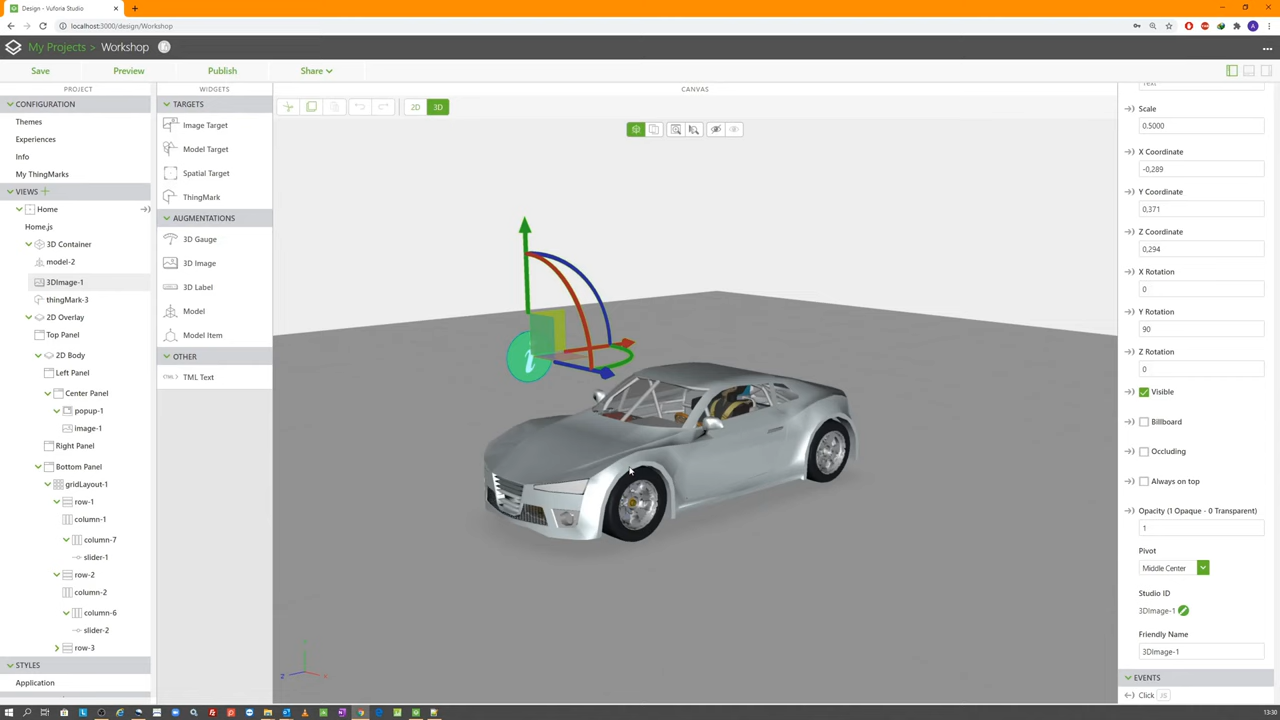 Design - Vuforia Studio
localhost:3000/design/Workshop
My Projects > Workshop
Save Preview Publish Share
PROJECT
WIDGETS
CANVAS
CONFIGURATION
Themes
Experiences
Info
My ThingMarks
VIEWS
Home
Home.js
3D Container
model-2
3DImage-1
thingMark-3
2D Overlay
Top Panel
2D Body
Left Panel
Center Panel
popup-1
image-1
Right Panel
Bottom Panel
gridLayout-1
row-1
column-1
column-7
slider-1
row-2
column-2
column-6
slider-2
row-3
STYLES
Application
TARGETS
Image Target
Model Target
Spatial Target
ThingMark
AUGMENTATIONS
3D Gauge
3D Image
3D Label
Model
Model Item
OTHER
TML Text
2D 3D
i
Y
Z
X
Text
Scale
0.5000
X Coordinate
-0,289
Y Coordinate
0,371
Z Coordinate
0,294
X Rotation
0
Y Rotation
90
Z Rotation
0
Visible
Billboard
Occluding
Always on top
Opacity (1 Opaque - 0 Transparent)
1
Pivot
Middle Center
Studio ID
3DImage-1
Friendly Name
3DImage-1
EVENTS
Click JS
13:30